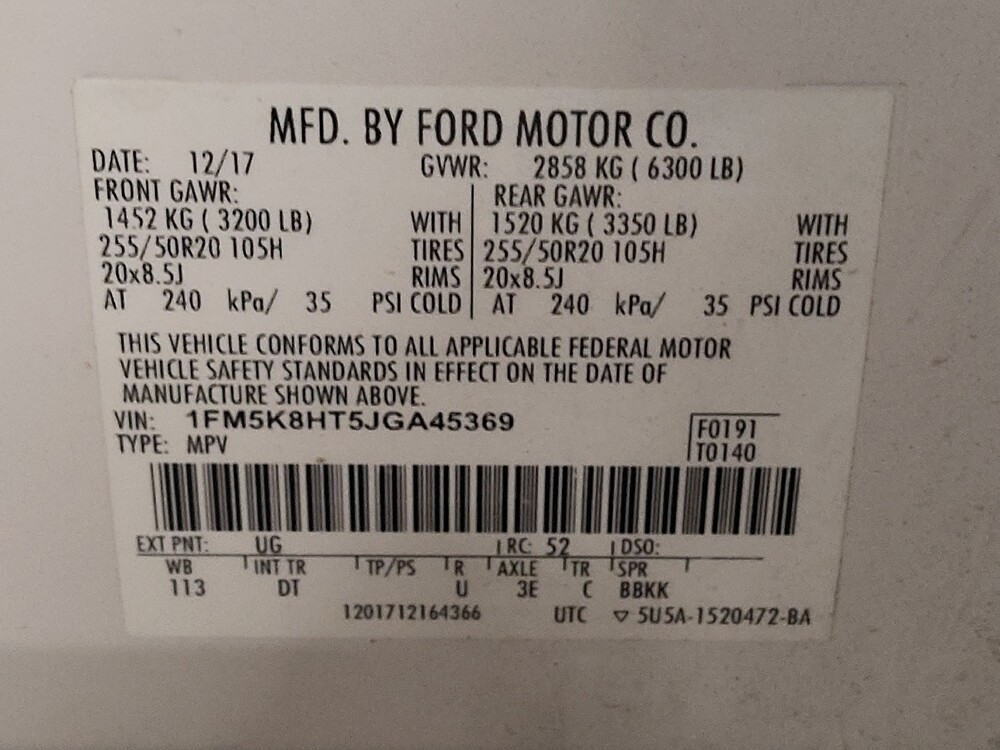 MFD. BY FORD MOTOR CO.
DATE: 12/17 GVWR: 2858 KG ( 6300 LB)
FRONT GAWR: REAR GAWR:
1452 KG ( 3200 LB) WITH 1520 KG ( 3350 LB) WITH
255/50R20 105H TIRES 255/50R20 105H TIRES
20x8.5J RIMS 20x8.5J RIMS
AT 240 kPa/ 35 PSI COLD AT 240 kPa/ 35 PSI COLD
THIS VEHICLE CONFORMS TO ALL APPLICABLE FEDERAL MOTOR
VEHICLE SAFETY STANDARDS IN EFFECT ON THE DATE OF
MANUFACTURE SHOWN ABOVE.
VIN: 1FM5K8HT5JGA45369 F0191
TYPE: MPV T0140
EXT PNT: UG RC: 52 DSO:
WB INT TR TP/PS R AXLE TR SPR
113 DT U 3E C BBKK
1201712164366 UTC ▽ 5U5A-1520472-BA